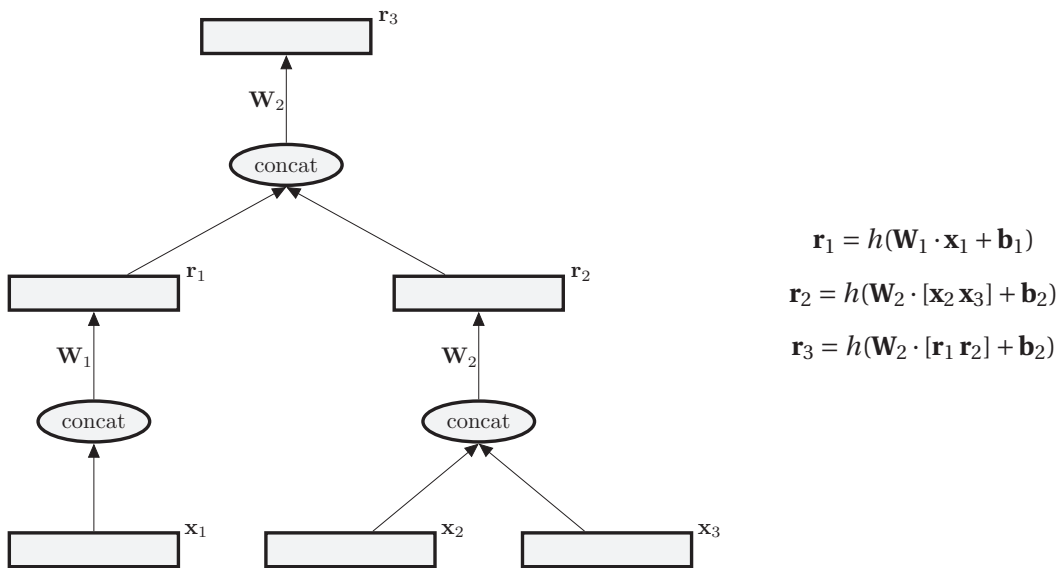 r₃
W₂
concat
r₁
r₂
W₁
W₂
concat
concat
x₁
x₂
x₃
r₁ = h(W₁ · x₁ + b₁)
r₂ = h(W₂ · [x₂ x₃] + b₂)
r₃ = h(W₂ · [r₁ r₂] + b₂)